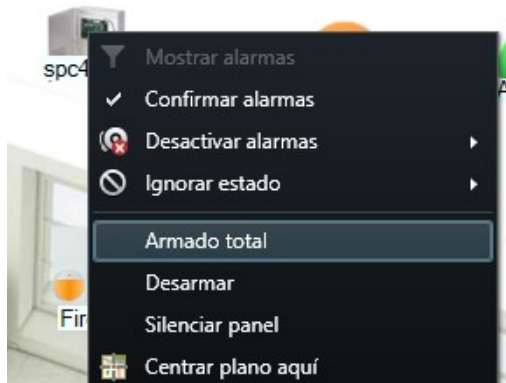 spc4
Mostrar alarmas
Confirmar alarmas
Desactivar alarmas
Ignorar estado
Armado total
Desarmar
Silenciar panel
Fir
Centrar plano aquí